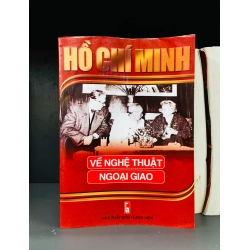 HỒ CHÍ MINH
VỀ NGHỆ THUẬT
NGOẠI GIAO